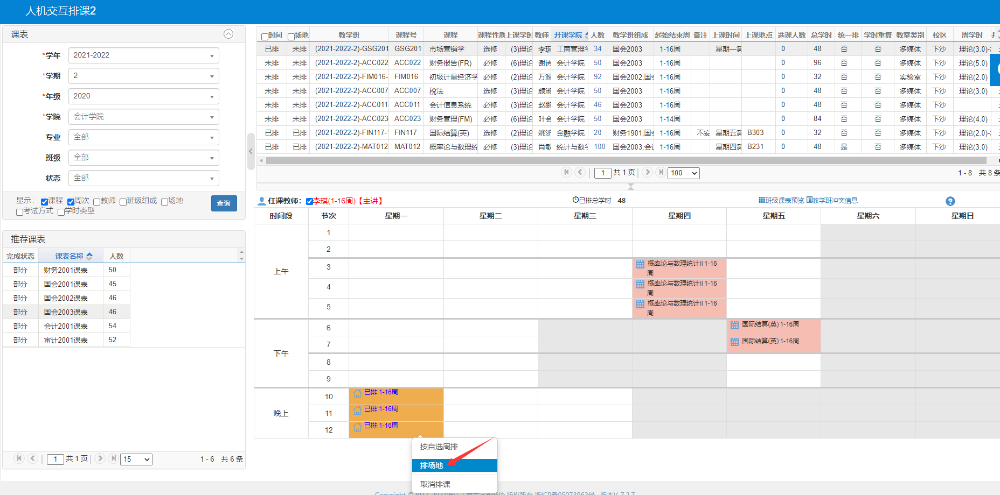 人机交互排课2
课表
*学年 2021-2022
*学期 2
*年级 2020
*学院 会计学院
专业 全部
班级 全部
状态 全部
显示: 课程 周次 教师 班级组成 场地
考试方式 学时类型
查询
推荐课表
完成状态 课表名称 人数
部分 财务2001课表 50
部分 国会2001课表 45
部分 国会2002课表 46
部分 国会2003课表 46
部分 会计2001课表 54
部分 审计2001课表 52
1 共 1 页 15 1 - 6 共 6 条
时间 场地 教学班 课程号 课程 课程性质 上课学时 教师 开课学院 人数 教学班组成 起始结束周 备注 上课时间 上课地点 选课人数 总学时 统一排 学时重复 教室类别 校区 周学时
已排 未排 (2021-2022-2)-GSG201 GSG201 市场营销学 选修 (3)理论 李琪 工商管理学 34 国会2003 1-16周 星期一第 0 48 否 否 多媒体 下沙 理论(3.0)-
未排 未排 (2021-2022-2)-ACC022 ACC022 财务报告(FR) 必修 (6)理论 谢诗 会计学院 50 国会2003 1-16周 0 96 否 否 多媒体 下沙 理论(5.0)
未排 未排 (2021-2022-2)-FIM016- FIM016 初级计量经济学 必修 (2)理论 万源 会计学院 92 国会2002;国会 1-16周 0 32 否 否 实验室 下沙 理论(2.0)
未排 未排 (2021-2022-2)-ACC007 ACC007 税法 选修 (3)理论 颜淑 会计学院 50 国会2003 1-16周 0 48 否 否 多媒体 下沙 理论(3.0)
未排 未排 (2021-2022-2)-ACC011 ACC011 会计信息系统 必修 (3)理论 赵鹏 会计学院 46 国会2003 1-16周 0 48 否 否 多媒体 下沙
未排 未排 (2021-2022-2)-ACC023 ACC023 财务管理(FM) 必修 (6)理论 叶会 会计学院 50 国会2003 1-14周 0 84 否 否 多媒体 下沙 理论(4.0)
已排 已排 (2021-2022-2)-FIN117-1 FIN117 国际结算(英) 选修 (2)理论 姚浙 金融学院 20 财务1901;国会 1-16周 不安 星期五第 B303 0 32 否 否 多媒体 下沙 理论(2.0)-
已排 已排 (2021-2022-2)-MAT012 MAT012 概率论与数理统 必修 (3)理论 肖敏 统计与数学 100 国会2003;会计 1-16周 星期四第 B231 0 48 是 否 多媒体 下沙 理论(3.0)
1 共 1 页 100 1 - 8 共 8 条
任课教师: 李琪(1-16周)【主讲】 已排总学时 48 班级课表预览 教学班冲突信息 ?
时间段 节次 星期一 星期二 星期三 星期四 星期五 星期六 星期日
上午
1
2
3 概率论与数理统计II 1-16
周
4 概率论与数理统计II 1-16
周
5 概率论与数理统计II 1-16
周
下午
6 国际结算(英) 1-16周
7 国际结算(英) 1-16周
8
9
晚上
10 已排:1-16周
11 已排:1-16周
12 已排:1-16周
按自选周排
排场地
取消排课
版权所有 浙ICP备05073962号 版本V-7.2.7